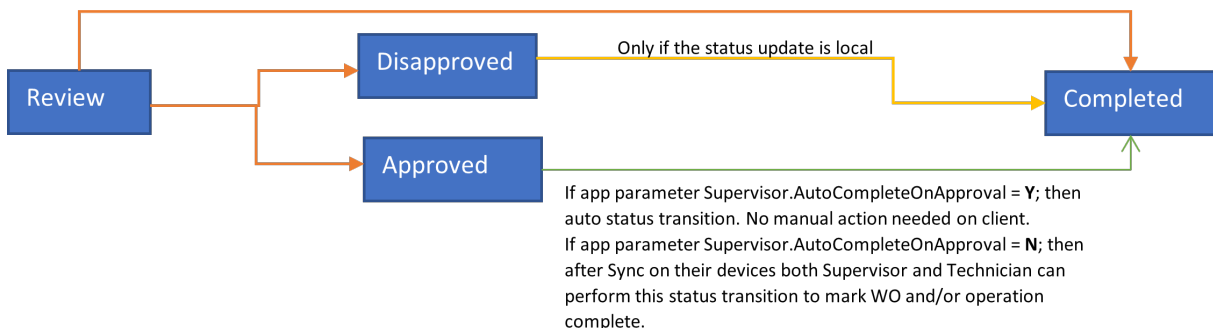 Only if the status update is local
Disapproved
Review
Completed
Approved
If app parameter Supervisor.AutoCompleteOnApproval = Y; then
auto status transition. No manual action needed on client.
If app parameter Supervisor.AutoCompleteOnApproval = N; then
after Sync on their devices both Supervisor and Technician can
perform this status transition to mark WO and/or operation
complete.